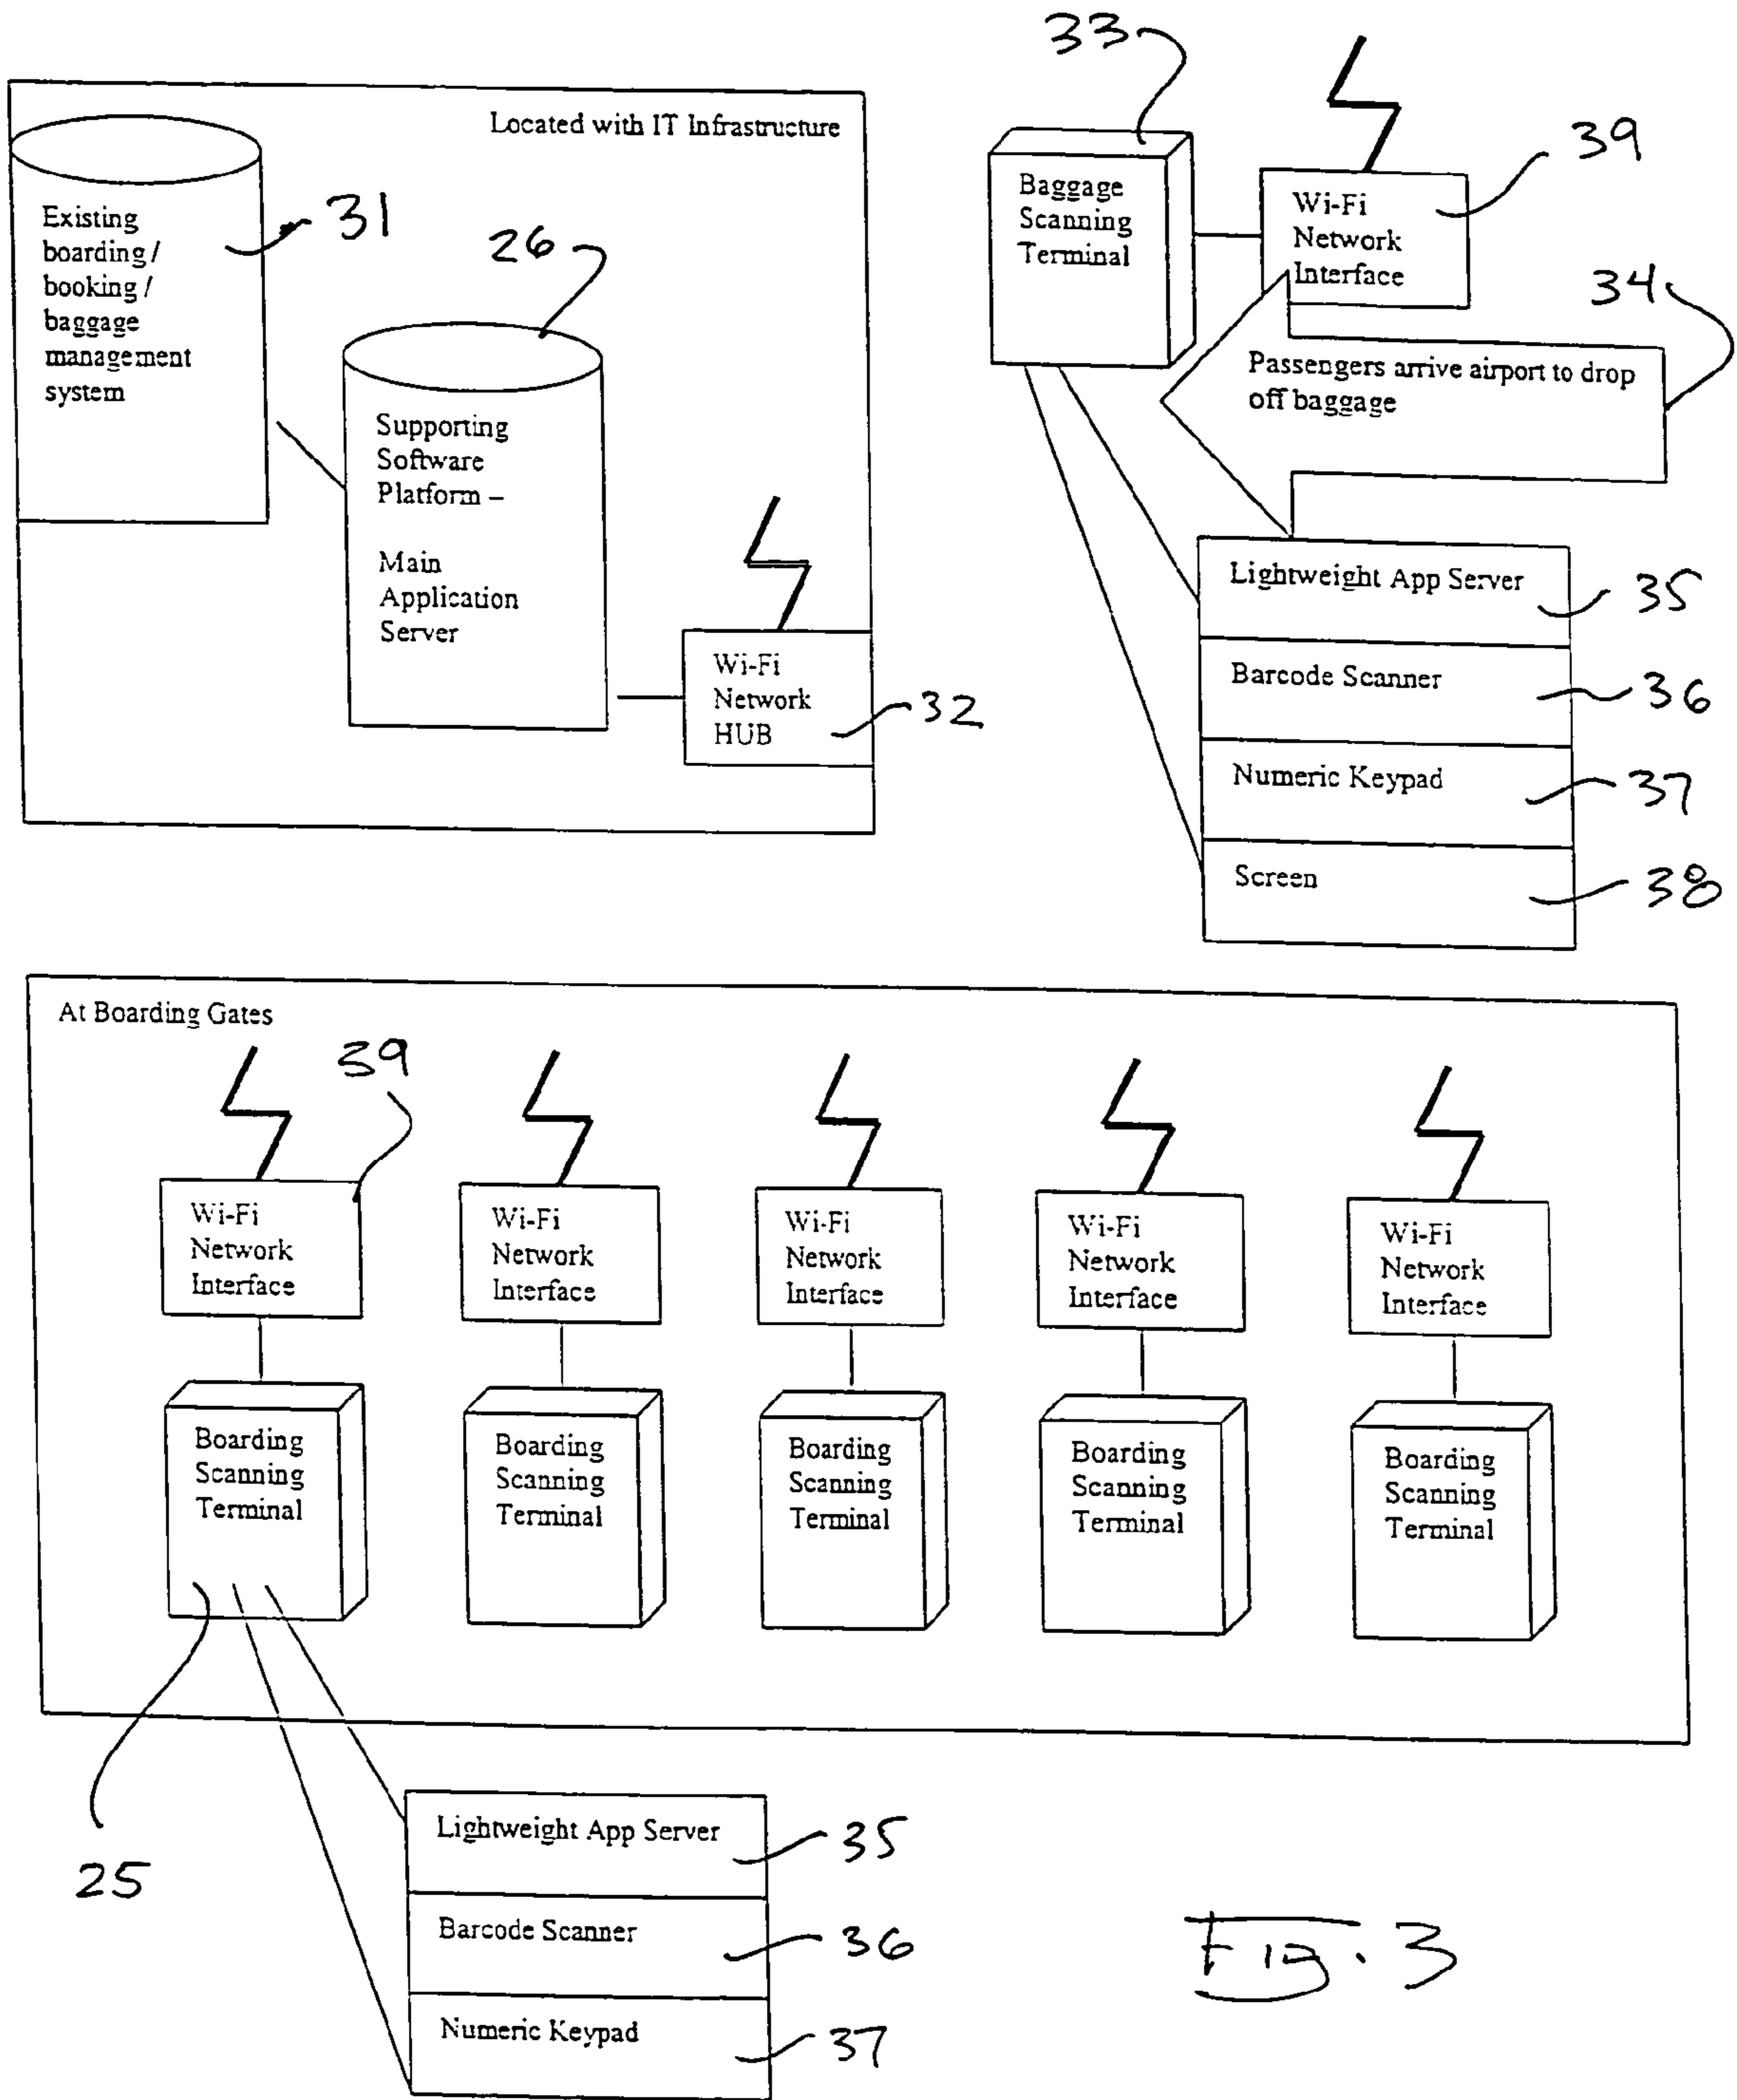 Located with IT Infrastructure
Existing
boarding /
booking /
baggage
management
system
31
26
Supporting
Software
Platform –
Main
Application
Server
Wi-Fi
Network
HUB
32
33
Baggage
Scanning
Terminal
Wi-Fi
Network
Interface
39
34
Passengers arrive airport to drop
off baggage
Lightweight App Server
35
Barcode Scanner
36
Numeric Keypad
37
Screen
38
At Boarding Gates
39
Wi-Fi
Network
Interface
Wi-Fi
Network
Interface
Wi-Fi
Network
Interface
Wi-Fi
Network
Interface
Wi-Fi
Network
Interface
Boarding
Scanning
Terminal
Boarding
Scanning
Terminal
Boarding
Scanning
Terminal
Boarding
Scanning
Terminal
Boarding
Scanning
Terminal
25
Lightweight App Server
35
Barcode Scanner
36
Numeric Keypad
37
Fig. 3